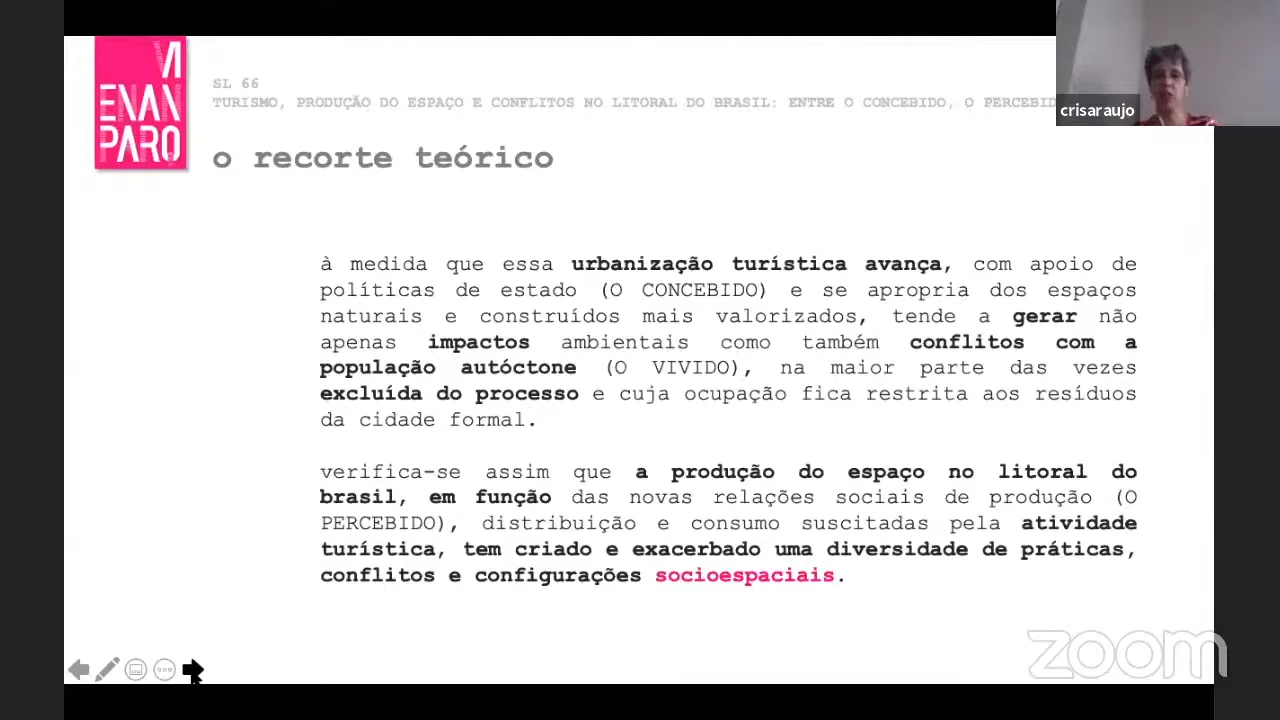 VI
ENAN
PARQ
SL 66
TURISMO, PRODUÇÃO DO ESPAÇO E CONFLITOS NO LITORAL DO BRASIL: ENTRE O CONCEBIDO, O
crisaraujo
o recorte teórico
à medida que essa urbanização turística avança, com apoio de
políticas de estado (O CONCEBIDO) e se apropria dos espaços
naturais e construídos mais valorizados, tende a gerar não
apenas impactos ambientais como também conflitos com a
população autóctone (O VIVIDO), na maior parte das vezes
excluída do processo e cuja ocupação fica restrita aos resíduos
da cidade formal.
verifica-se assim que a produção do espaço no litoral do
brasil, em função das novas relações sociais de produção (O
PERCEBIDO), distribuição e consumo suscitadas pela atividade
turística, tem criado e exacerbado uma diversidade de práticas,
conflitos e configurações socioespaciais.
zoom